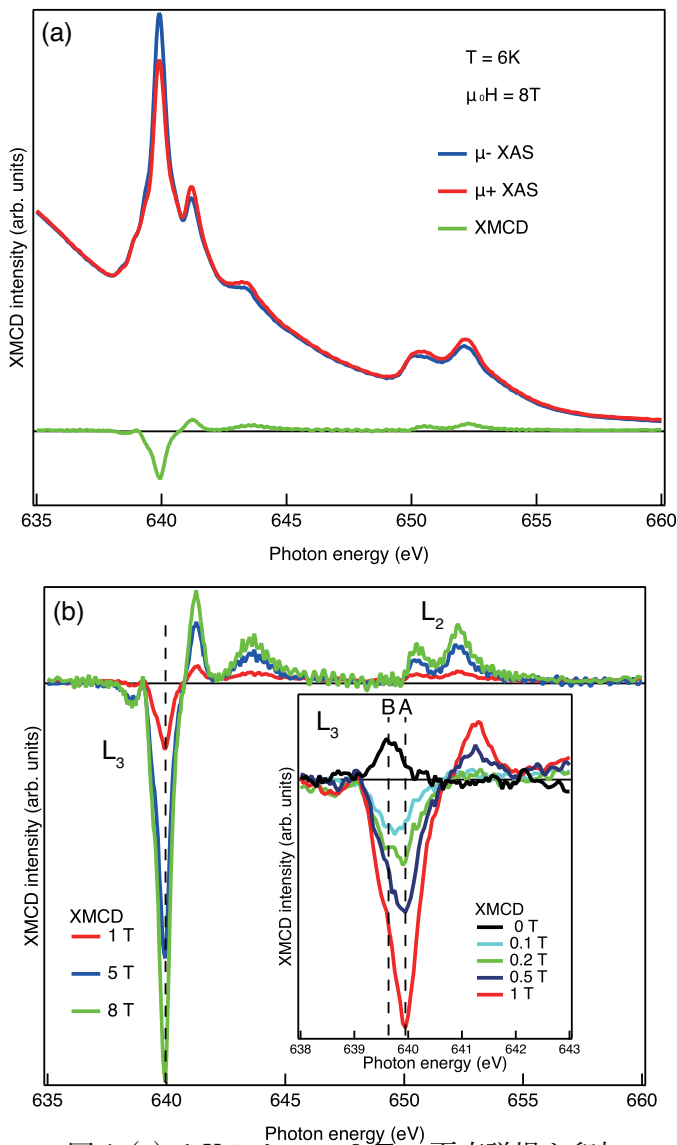 (a)
T = 6K
μ₀H = 8T
μ- XAS
μ+ XAS
XMCD
XMCD intensity (arb. units)
635 640 645 650 655 660
Photon energy (eV)
(b)
L₂
L₃
XMCD intensity (arb. units)
XMCD
1 T
5 T
8 T
L₃
B A
XMCD intensity (arb. units)
XMCD
0 T
0.1 T
0.2 T
0.5 T
1 T
638 639 640 641 642 643
Photon energy (eV)
635 640 645 650 655 660
Photon energy (eV)